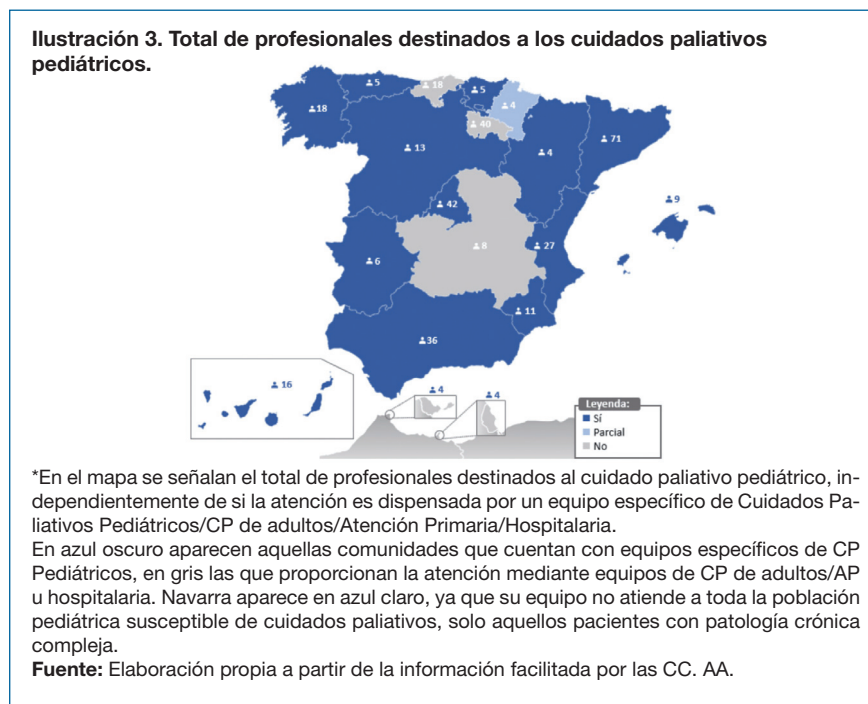 Ilustración 3. Total de profesionales destinados a los cuidados paliativos
pediátricos.
5
18
5
18
4
40
13
4
71
42
9
8
27
6
11
36
16
4
4
Leyenda:
Sí
Parcial
No
*En el mapa se señalan el total de profesionales destinados al cuidado paliativo pediátrico, in-
dependientemente de si la atención es dispensada por un equipo específico de Cuidados Pa-
liativos Pediátricos/CP de adultos/Atención Primaria/Hospitalaria.
En azul oscuro aparecen aquellas comunidades que cuentan con equipos específicos de CP
Pediátricos, en gris las que proporcionan la atención mediante equipos de CP de adultos/AP
u hospitalaria. Navarra aparece en azul claro, ya que su equipo no atiende a toda la población
pediátrica susceptible de cuidados paliativos, solo aquellos pacientes con patología crónica
compleja.
Fuente: Elaboración propia a partir de la información facilitada por las CC. AA.